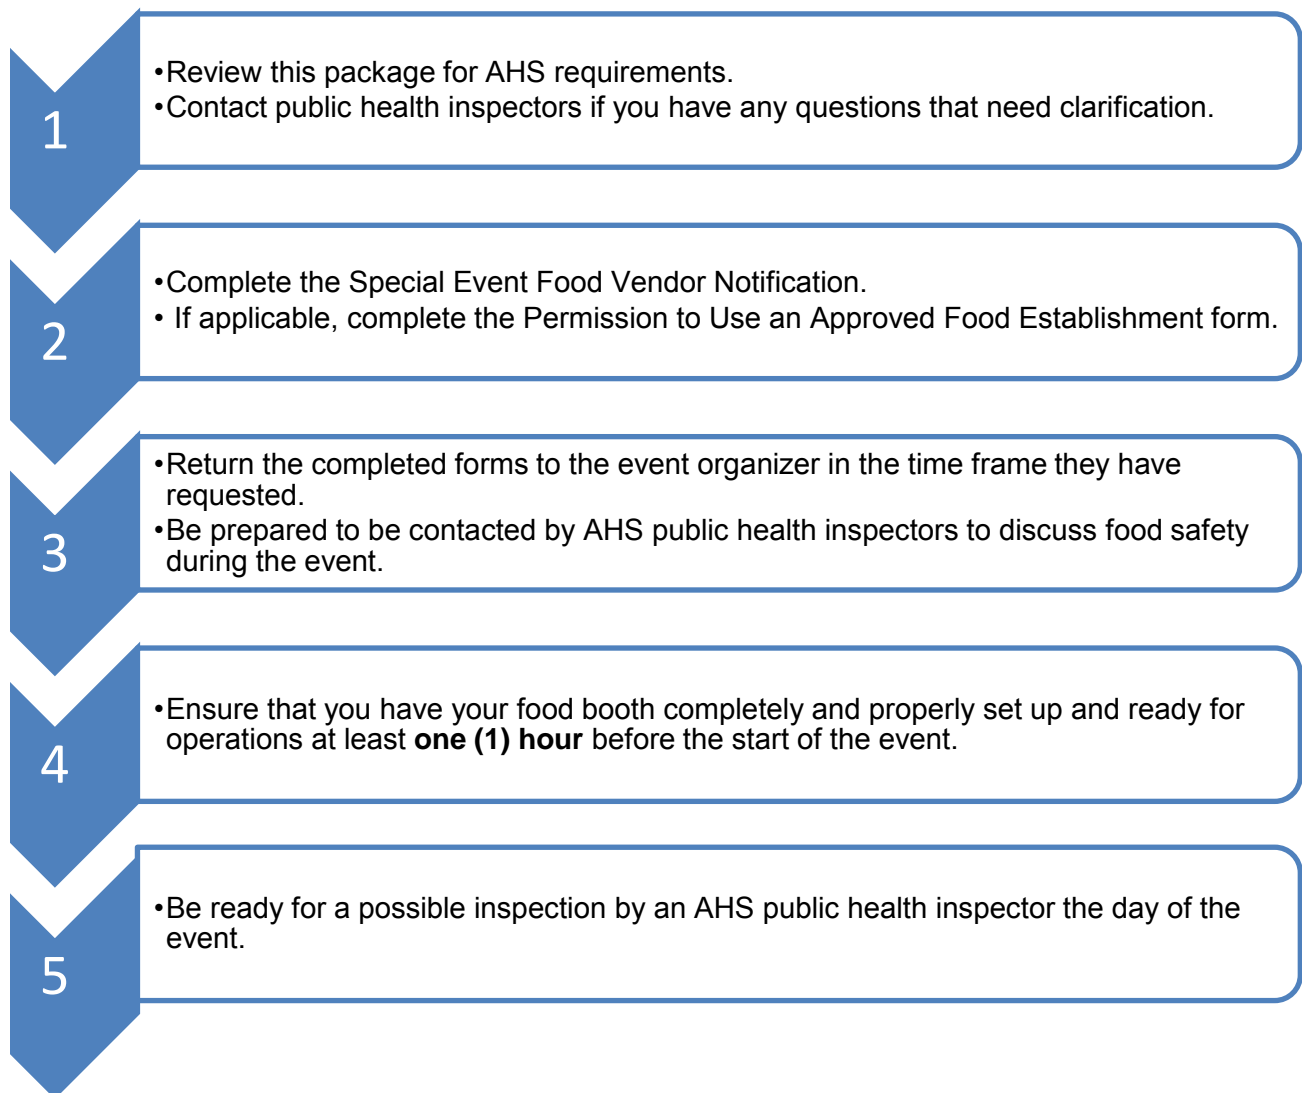 1
•Review this package for AHS requirements.
•Contact public health inspectors if you have any questions that need clarification.
2
•Complete the Special Event Food Vendor Notification.
• If applicable, complete the Permission to Use an Approved Food Establishment form.
3
•Return the completed forms to the event organizer in the time frame they have
requested.
•Be prepared to be contacted by AHS public health inspectors to discuss food safety
during the event.
4
•Ensure that you have your food booth completely and properly set up and ready for
operations at least one (1) hour before the start of the event.
5
•Be ready for a possible inspection by an AHS public health inspector the day of the
event.